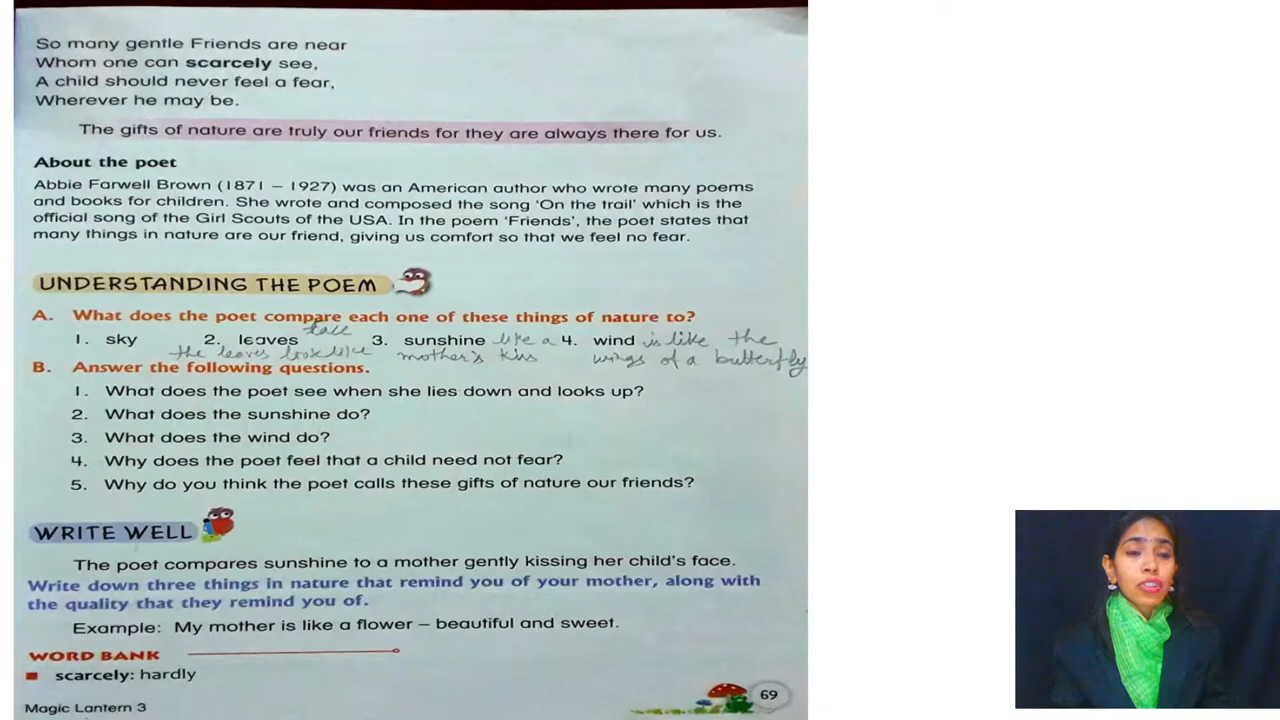 So many gentle Friends are near
Whom one can scarcely see,
A child should never feel a fear,
Wherever he may be.
The gifts of nature are truly our friends for they are always there for us.
About the poet
Abbie Farwell Brown (1871 – 1927) was an American author who wrote many poems
and books for children. She wrote and composed the song ‘On the trail’ which is the
official song of the Girl Scouts of the USA. In the poem ‘Friends’, the poet states that
many things in nature are our friend, giving us comfort so that we feel no fear.
UNDERSTANDING THE POEM
A. What does the poet compare each one of these things of nature to?
tall
1. sky 2. leaves 3. sunshine like a 4. wind is like the
the leaves look like mother's kiss wings of a butterfly
B. Answer the following questions.
1. What does the poet see when she lies down and looks up?
2. What does the sunshine do?
3. What does the wind do?
4. Why does the poet feel that a child need not fear?
5. Why do you think the poet calls these gifts of nature our friends?
WRITE WELL
The poet compares sunshine to a mother gently kissing her child’s face.
Write down three things in nature that remind you of your mother, along with
the quality that they remind you of.
Example: My mother is like a flower – beautiful and sweet.
WORD BANK
scarcely: hardly
69
Magic Lantern 3